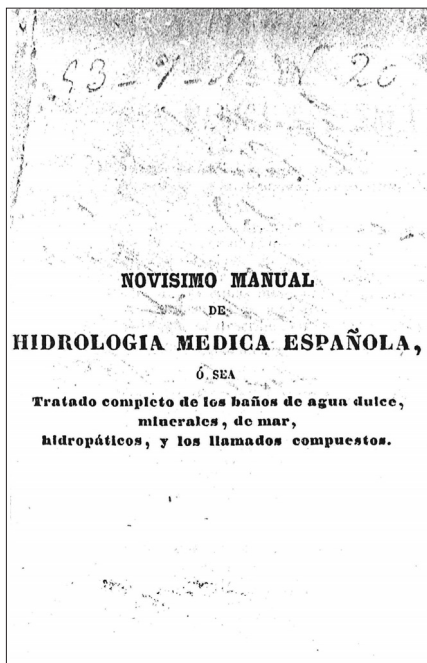 NOVISIMO MANUAL
DE
HIDROLOGIA MEDICA ESPAÑOLA,
Ó SEA
Tratado completo de los baños de agua dulce,
minerales, de mar,
hidropáticos, y los llamados compuestos.